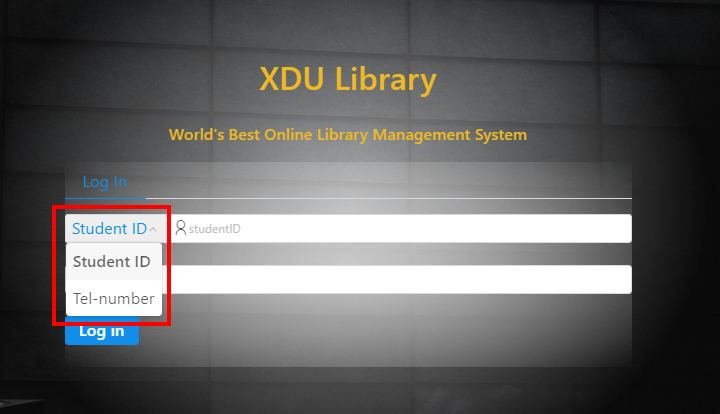 XDU Library
World's Best Online Library Management System
Log In
Student ID
studentID
Student ID
Tel-number
Log in